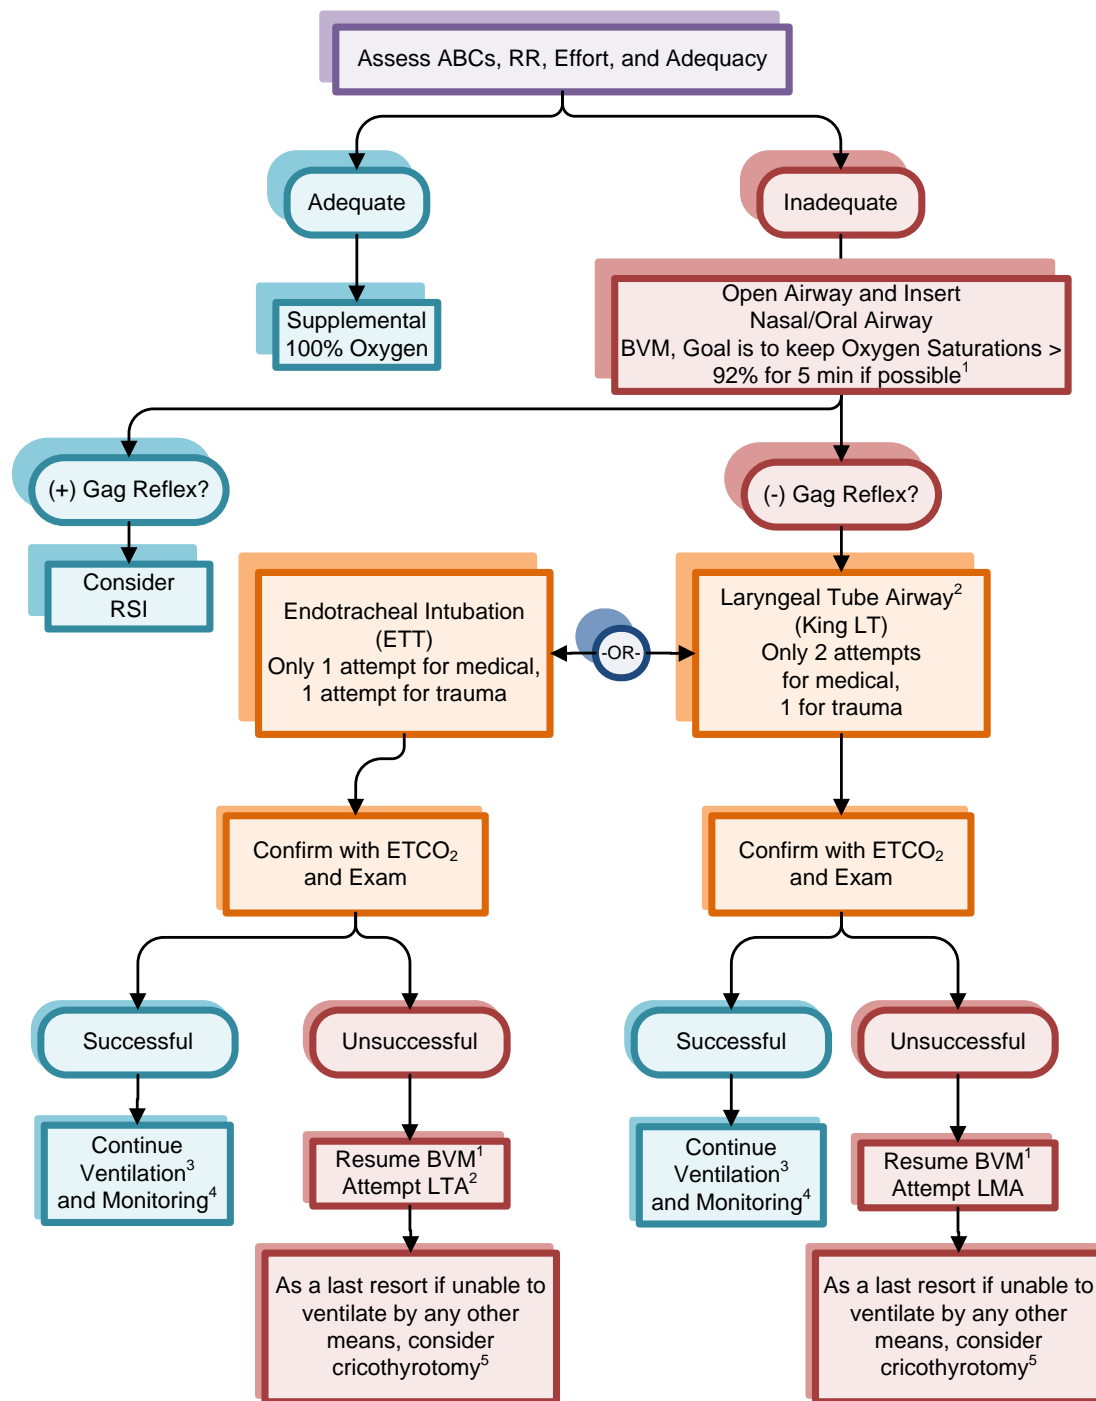 Assess ABCs, RR, Effort, and Adequacy
Adequate
Inadequate
Supplemental
100% Oxygen
Open Airway and Insert
Nasal/Oral Airway
BVM, Goal is to keep Oxygen Saturations >
92% for 5 min if possible¹
(+) Gag Reflex?
(-) Gag Reflex?
Consider
RSI
Endotracheal Intubation
(ETT)
Only 1 attempt for medical,
1 attempt for trauma
-OR-
Laryngeal Tube Airway²
(King LT)
Only 2 attempts
for medical,
1 for trauma
Confirm with ETCO₂
and Exam
Confirm with ETCO₂
and Exam
Successful
Unsuccessful
Successful
Unsuccessful
Continue
Ventilation³
and Monitoring⁴
Resume BVM¹
Attempt LTA²
Continue
Ventilation³
and Monitoring⁴
Resume BVM¹
Attempt LMA
As a last resort if unable to
ventilate by any other
means, consider
cricothyrotomy⁵
As a last resort if unable to
ventilate by any other
means, consider
cricothyrotomy⁵